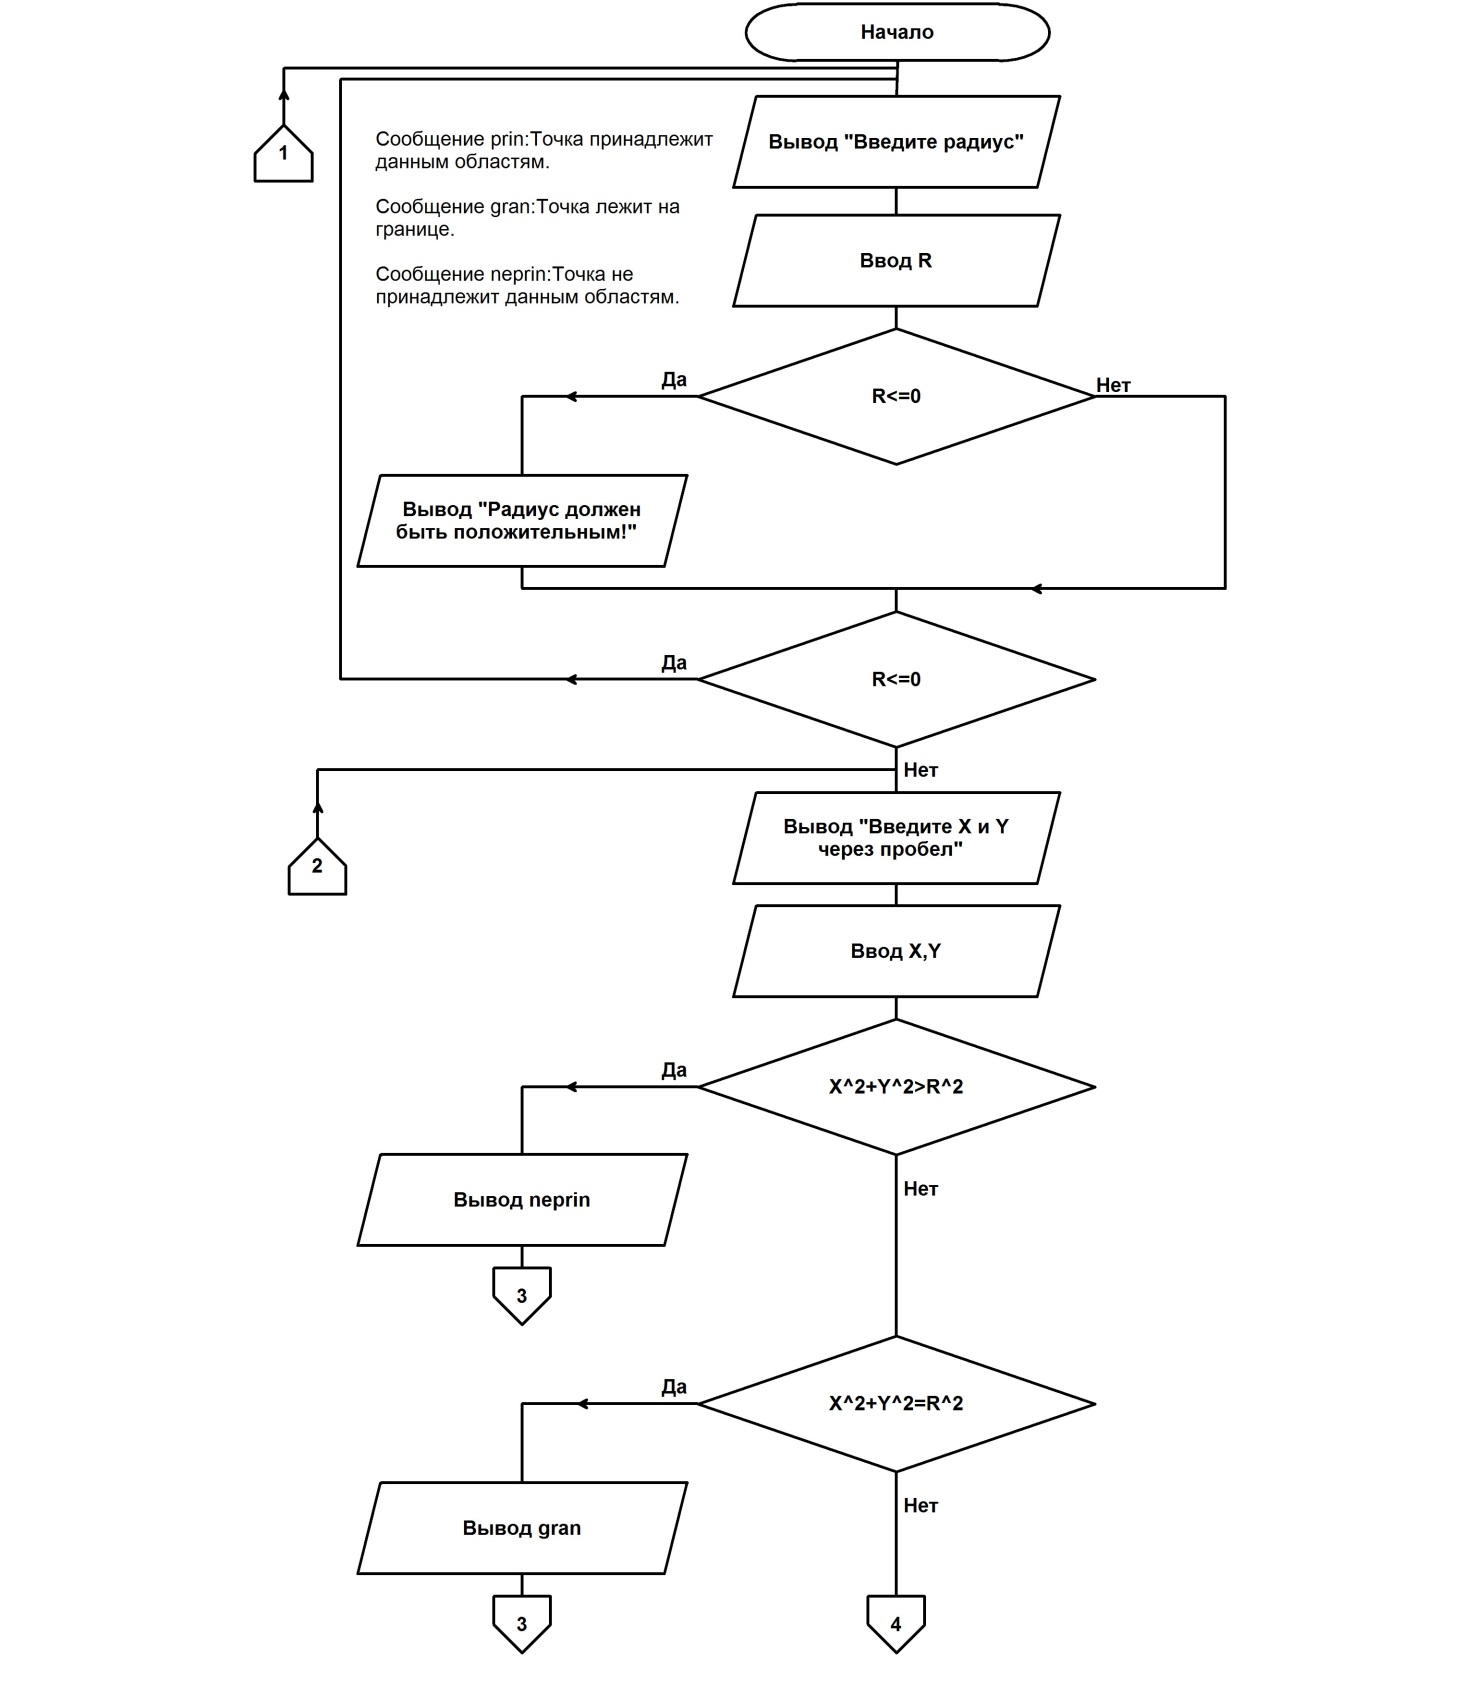 Начало
1
Сообщение prin:Точка принадлежит
данным областям.
Сообщение gran:Точка лежит на
границе.
Сообщение neprin:Точка не
принадлежит данным областям.
Вывод "Введите радиус"
Ввод R
Да
R<=0
Нет
Вывод "Радиус должен
быть положительным!"
Да
R<=0
Нет
2
Вывод "Введите X и Y
через пробел"
Ввод X,Y
Да
X^2+Y^2>R^2
Нет
Вывод neprin
3
Да
X^2+Y^2=R^2
Нет
Вывод gran
3
4